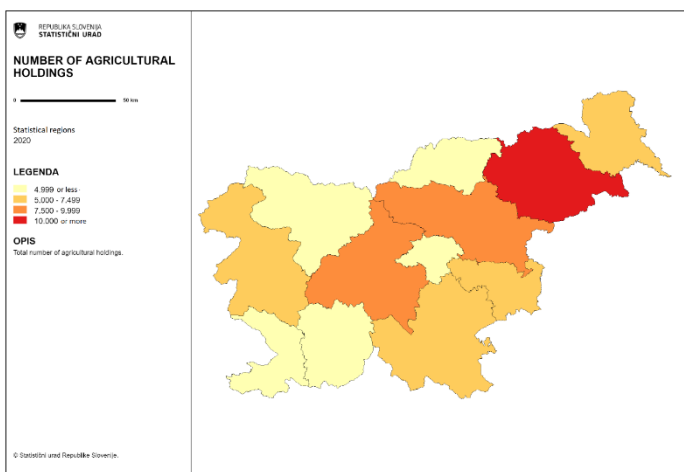 REPUBLIKA SLOVENIJA
STATISTIČNI URAD
NUMBER OF AGRICULTURAL
HOLDINGS
0 50 km
Statistical regions
2020
LEGENDA
4.999 or less
5.000 - 7.499
7.500 - 9.999
10.000 or more
OPIS
Total number of agricultural holdings.
© Statistični urad Republike Slovenije.